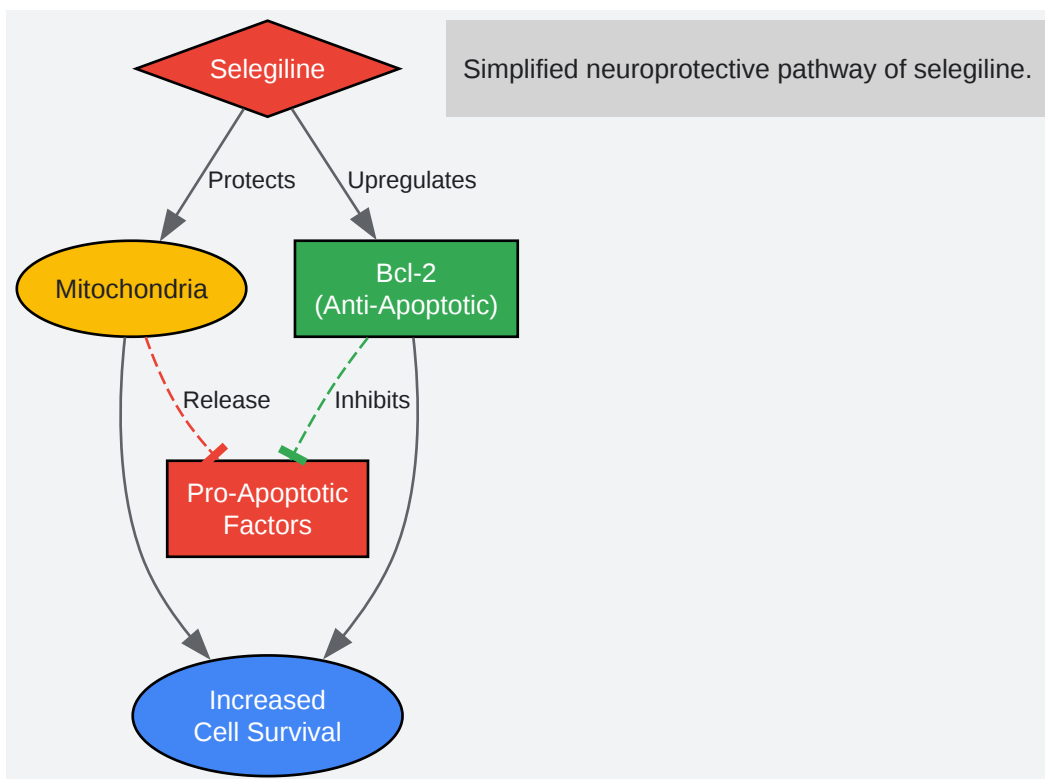 Selegiline
Simplified neuroprotective pathway of selegiline.
Protects
Upregulates
Mitochondria
Bcl-2
(Anti-Apoptotic)
Release
Inhibits
Pro-Apoptotic
Factors
Increased
Cell Survival